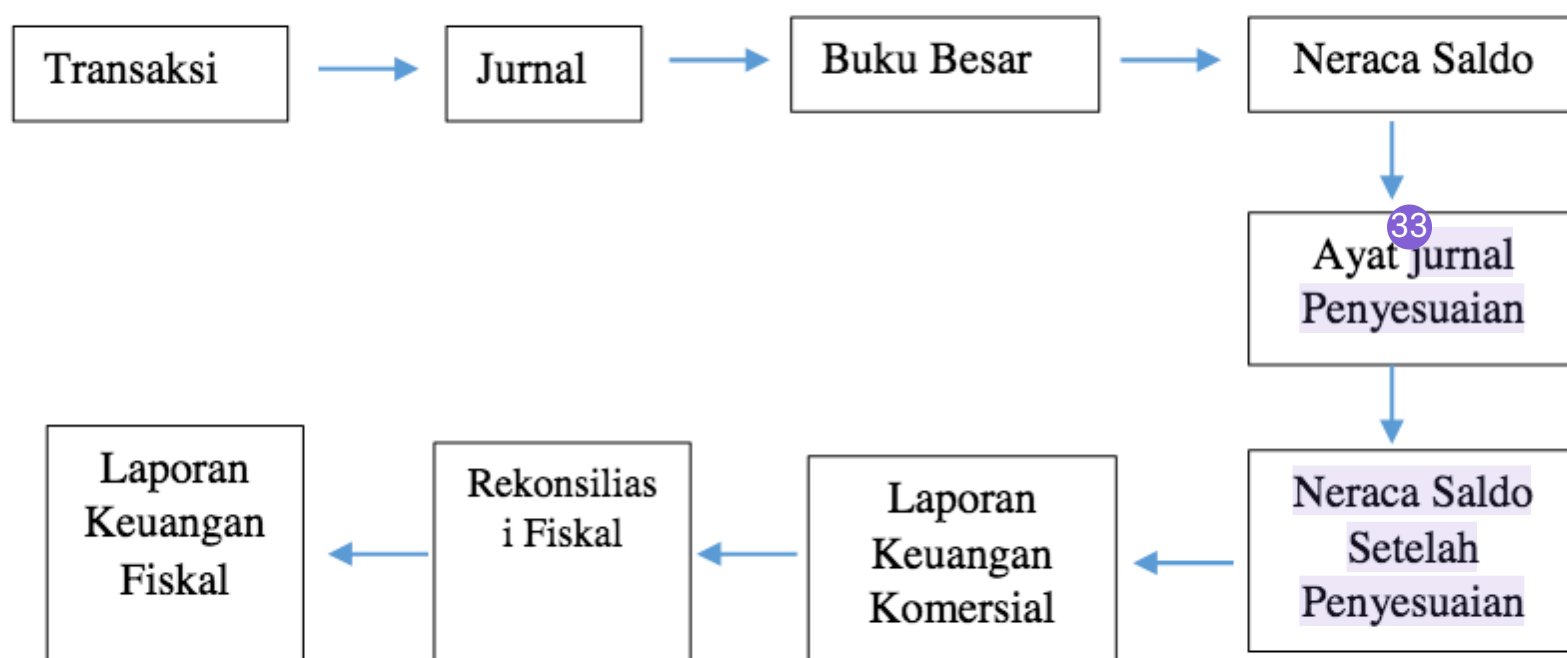 Transaksi
Jurnal
Buku Besar
Neraca Saldo
33
Ayat jurnal
Penyesuaian
Neraca Saldo
Setelah
Penyesuaian
Laporan
Keuangan
Komersial
Rekonsilias
i Fiskal
Laporan
Keuangan
Fiskal